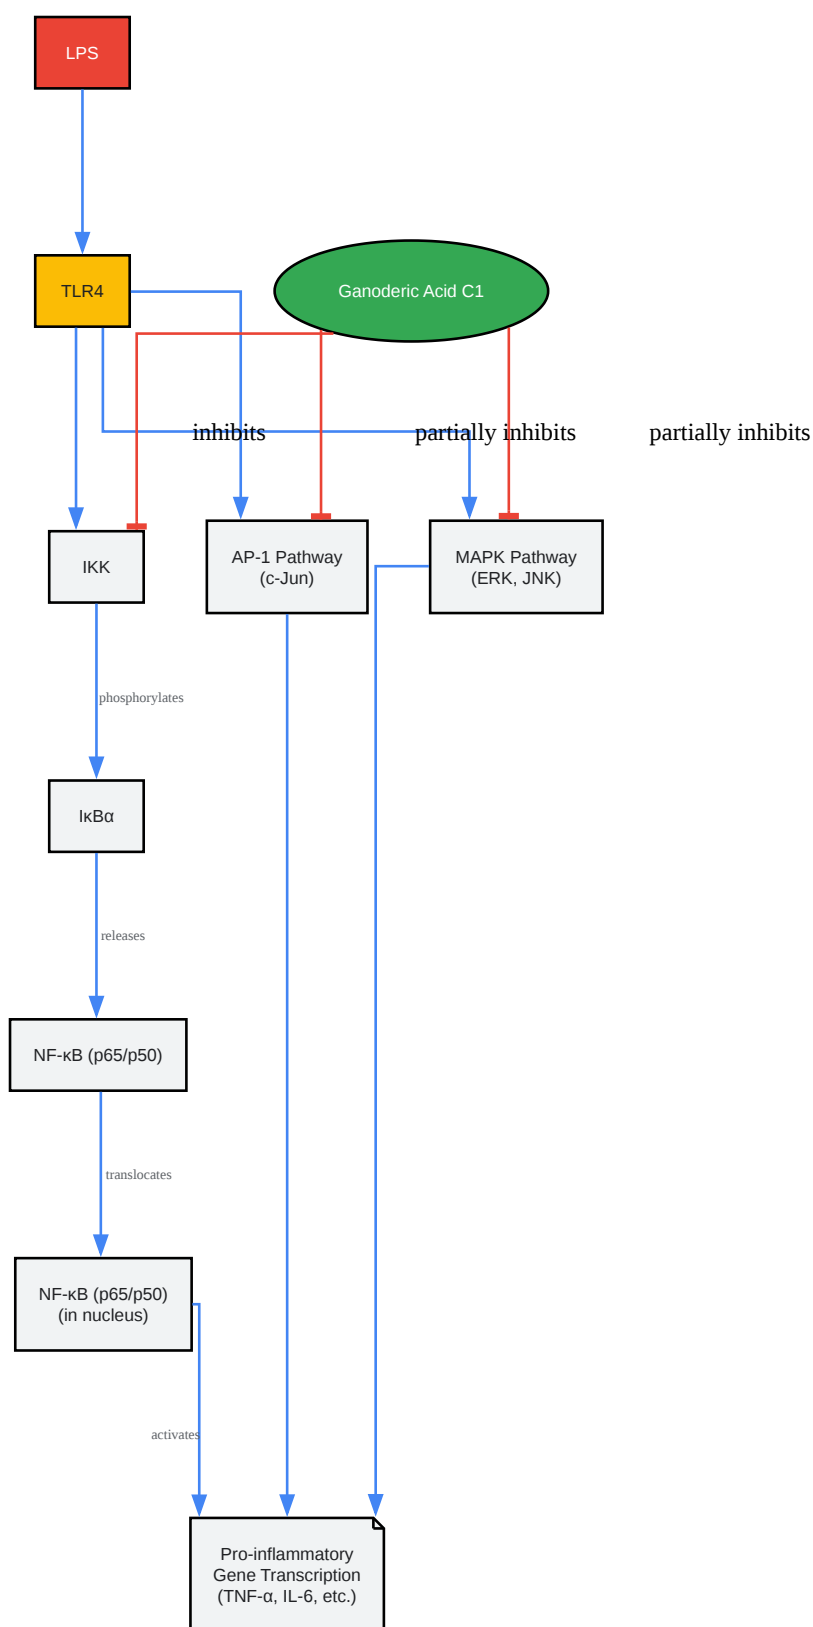 LPS
TLR4
Ganoderic Acid C1
inhibits
partially inhibits
partially inhibits
IKK
AP-1 Pathway
(c-Jun)
MAPK Pathway
(ERK, JNK)
phosphorylates
IκBα
releases
NF-κB (p65/p50)
translocates
NF-κB (p65/p50)
(in nucleus)
activates
Pro-inflammatory
Gene Transcription
(TNF-α, IL-6, etc.)